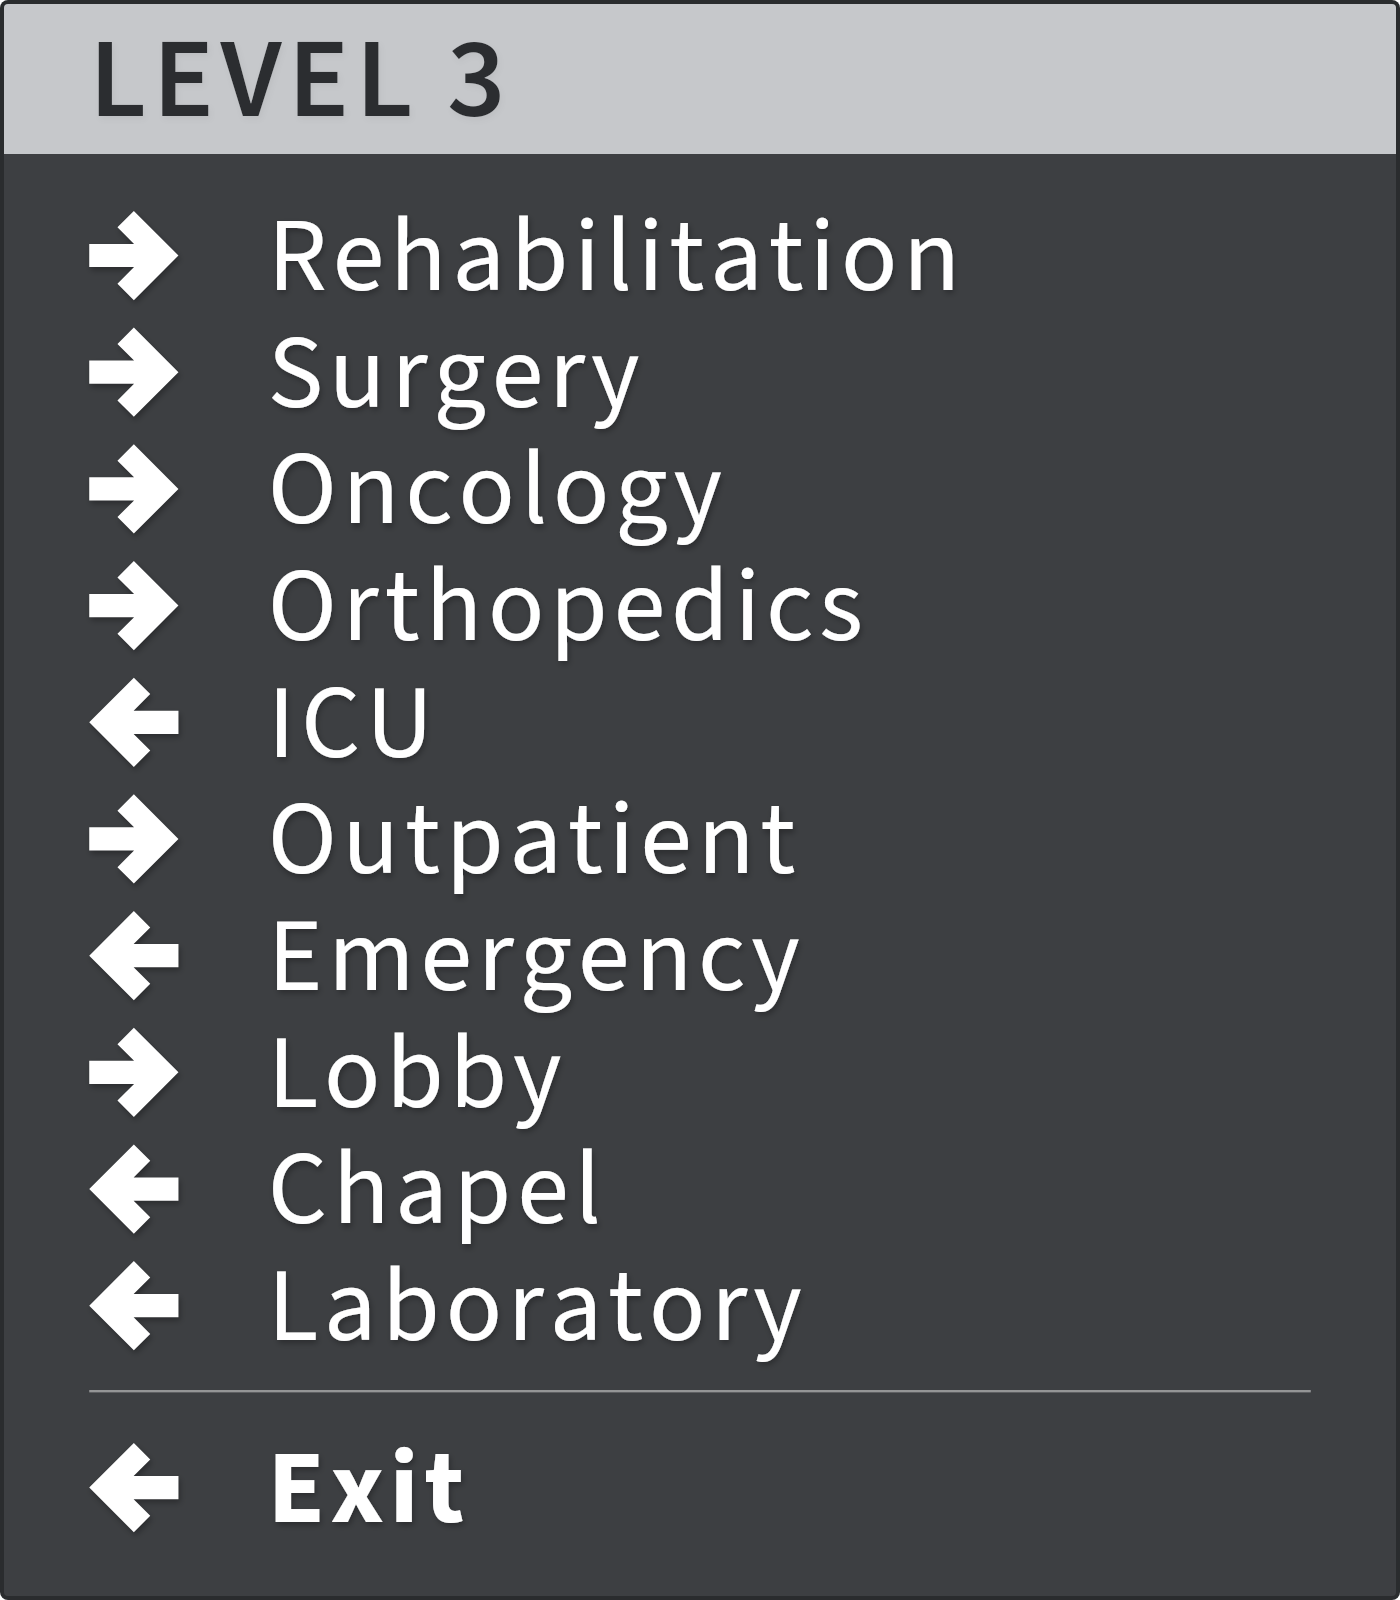 LEVEL 3
→ Rehabilitation
→ Surgery
→ Oncology
→ Orthopedics
← ICU
→ Outpatient
← Emergency
→ Lobby
← Chapel
← Laboratory
← Exit